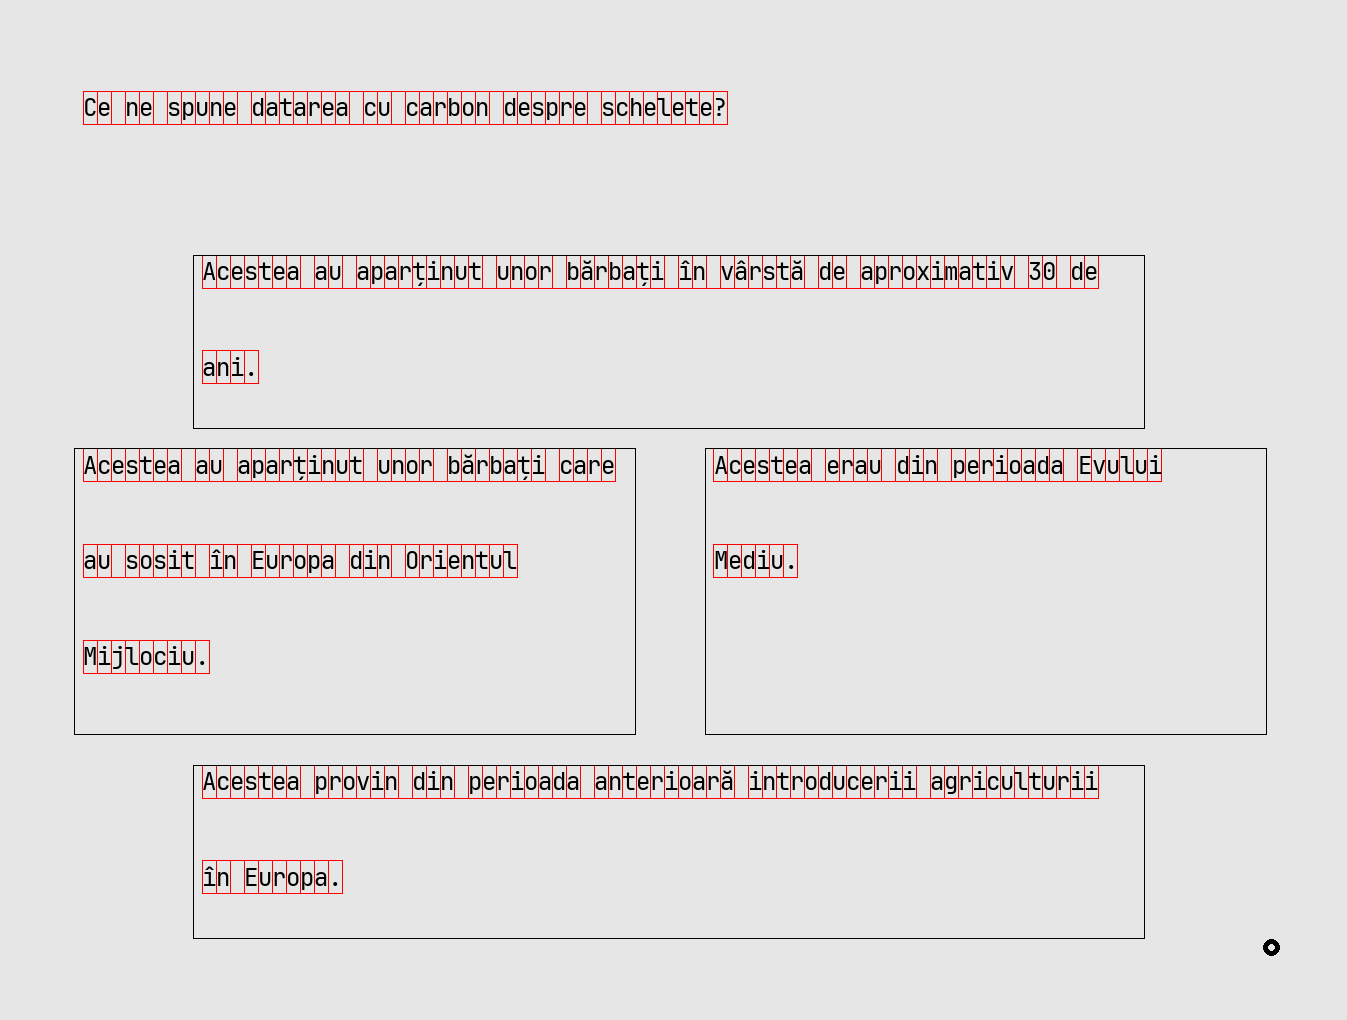 Ce ne spune datarea cu carbon despre schelete?
Acestea au aparținut unor bărbați în vârstă de aproximativ 30 de
ani.
Acestea au aparținut unor bărbați care
au sosit în Europa din Orientul
Mijlociu.
Acestea erau din perioada Evului
Mediu.
Acestea provin din perioada anterioară introducerii agriculturii
în Europa.